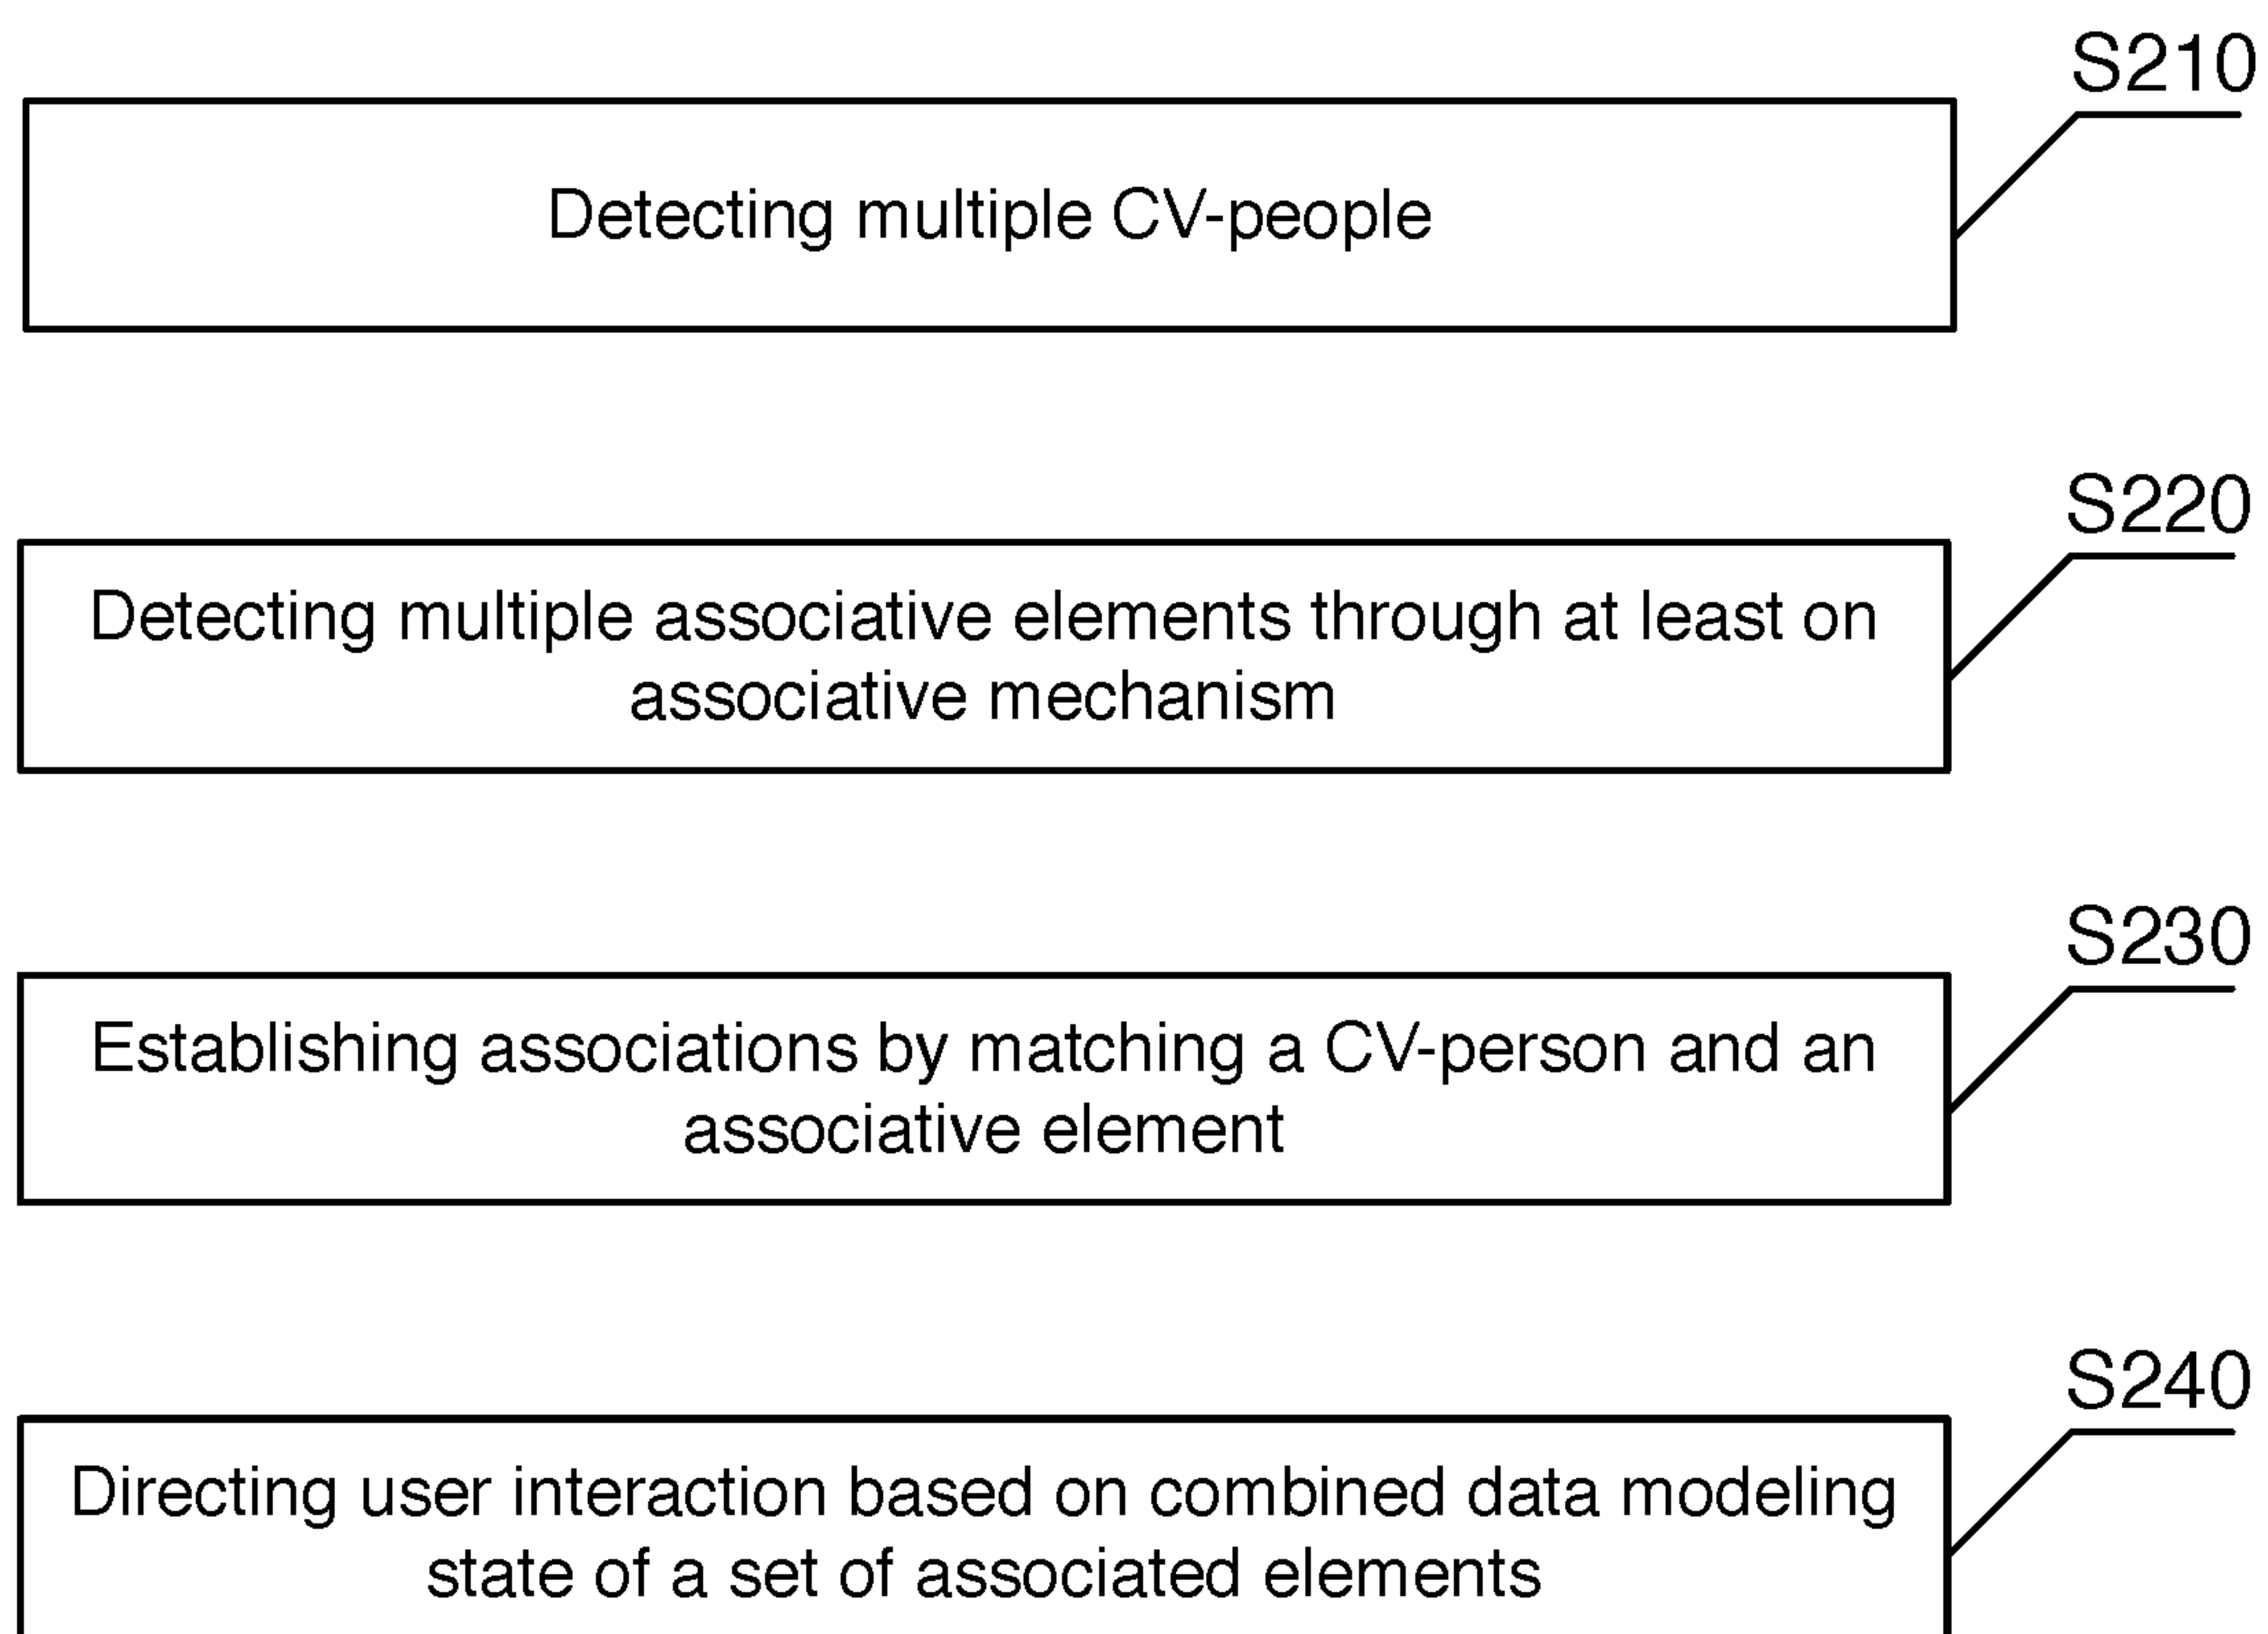 S210
Detecting multiple CV-people
S220
Detecting multiple associative elements through at least on
associative mechanism
S230
Establishing associations by matching a CV-person and an
associative element
S240
Directing user interaction based on combined data modeling
state of a set of associated elements